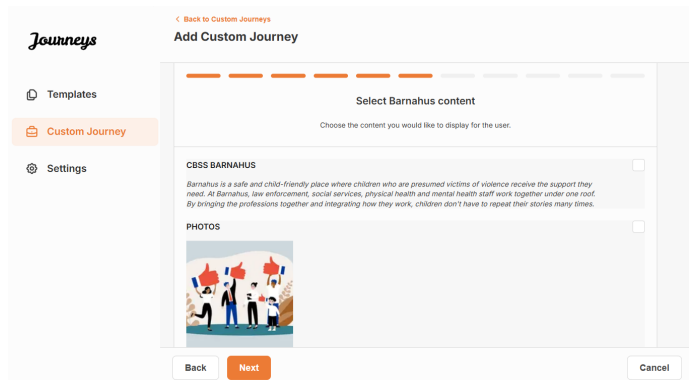 < Back to Custom Journeys
Journeys
Add Custom Journey
Templates
Custom Journey
Settings
Select Barnahus content
Choose the content you would like to display for the user.
CBSS BARNAHUS
Barnahus is a safe and child-friendly place where children who are presumed victims of violence receive the support they
need. At Barnahus, law enforcement, social services, physical health and mental health staff work together under one roof.
By bringing the professions together and integrating how they work, children don't have to repeat their stories many times.
PHOTOS
Back
Next
Cancel